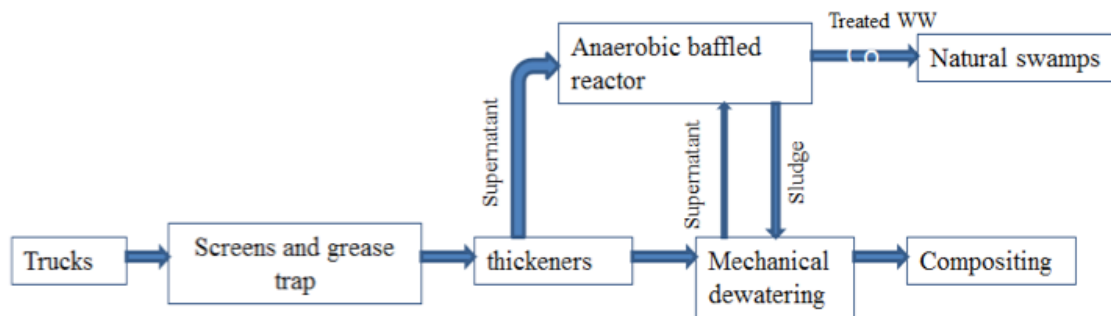 Treated WW
Anaerobic baffled
reactor
Natural swamps
Supernatant
Supernatant
Sludge
Trucks
Screens and grease
trap
thickeners
Mechanical
dewatering
Compositing